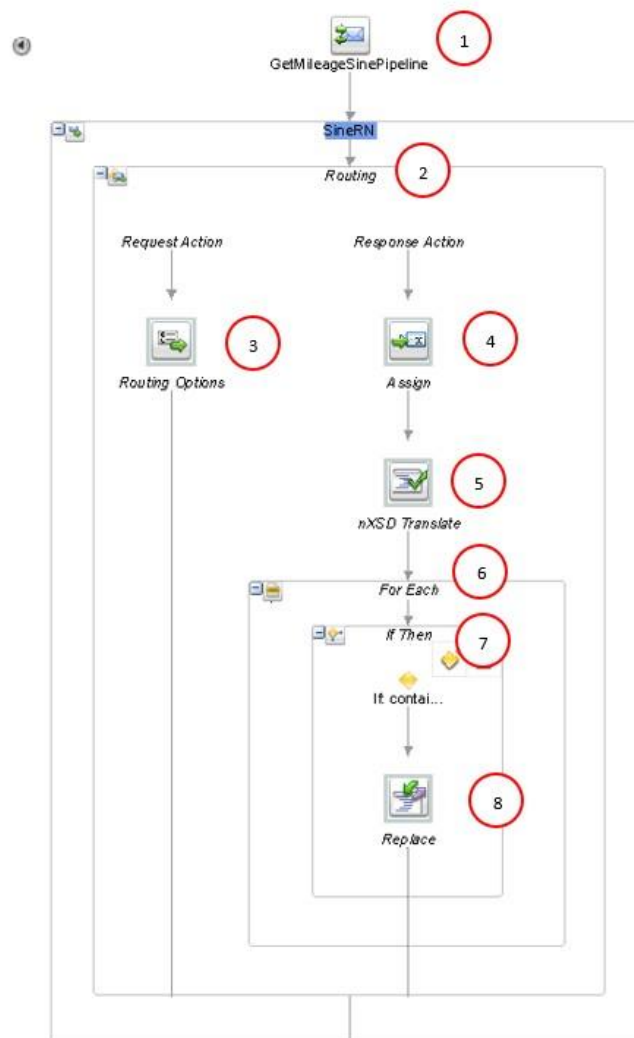 1
GetMileageSinePipeline
SineRN
Routing
2
Request Action
Response Action
3
4
Routing Options
Assign
5
nXSD Translate
6
For Each
If Then
7
If: contai...
8
Replace